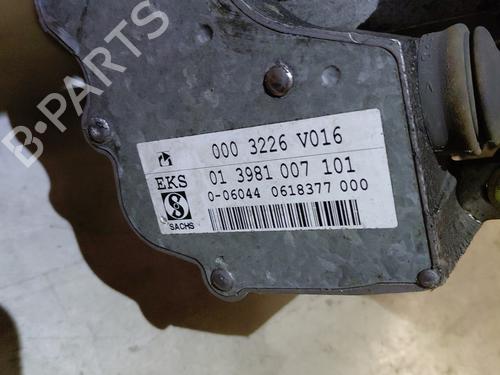 B-PARTS
000 3226 V016
EKS
01 3981 007 101
0-06044 0618377 000
SACHS